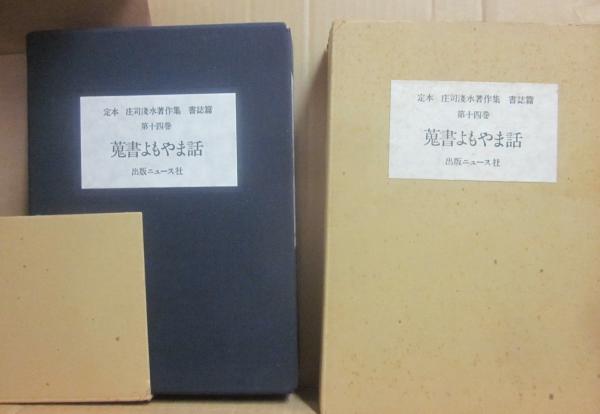 定本　庄司淺水著作集　書誌篇
第十四巻
蒐書よもやま話
出版ニュース社
定本　庄司淺水著作集　書誌篇
第十四巻
蒐書よもやま話
出版ニュース社